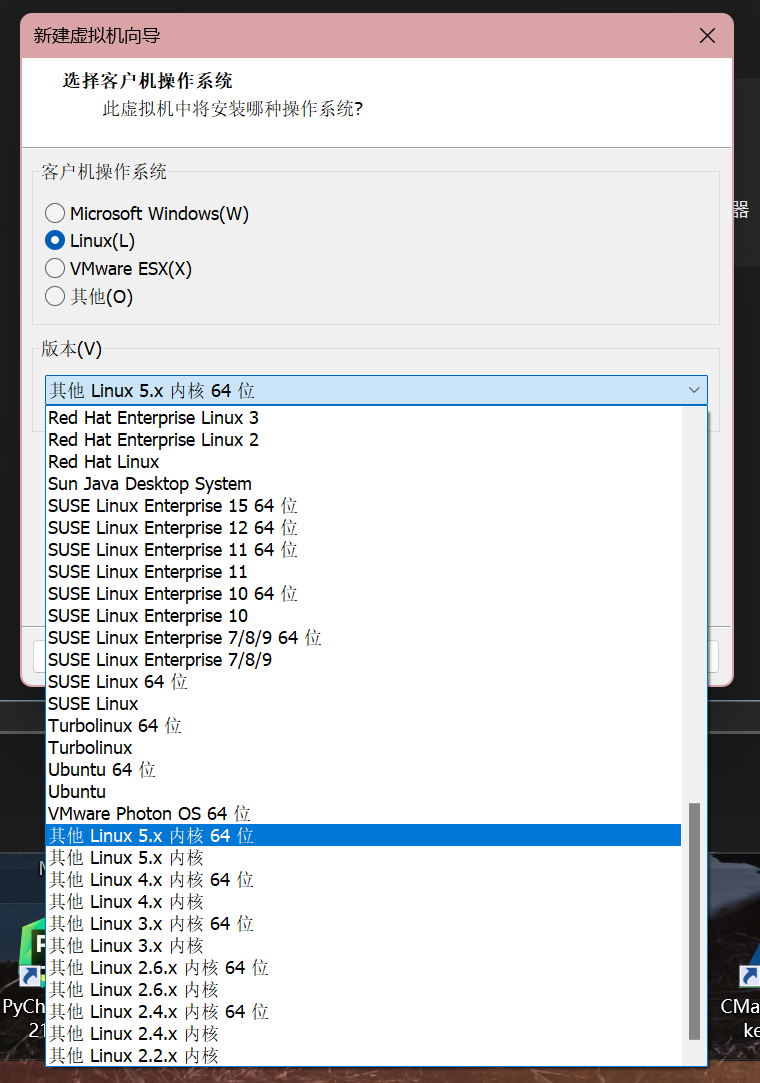 新建虚拟机向导
选择客户机操作系统
此虚拟机中将安装哪种操作系统?
客户机操作系统
Microsoft Windows(W)
Linux(L)
VMware ESX(X)
其他(O)
器
版本(V)
其他 Linux 5.x 内核 64 位
Red Hat Enterprise Linux 3
Red Hat Enterprise Linux 2
Red Hat Linux
Sun Java Desktop System
SUSE Linux Enterprise 15 64 位
SUSE Linux Enterprise 12 64 位
SUSE Linux Enterprise 11 64 位
SUSE Linux Enterprise 11
SUSE Linux Enterprise 10 64 位
SUSE Linux Enterprise 10
SUSE Linux Enterprise 7/8/9 64 位
SUSE Linux Enterprise 7/8/9
SUSE Linux 64 位
SUSE Linux
Turbolinux 64 位
Turbolinux
Ubuntu 64 位
Ubuntu
VMware Photon OS 64 位
其他 Linux 5.x 内核 64 位
其他 Linux 5.x 内核
其他 Linux 4.x 内核 64 位
其他 Linux 4.x 内核
其他 Linux 3.x 内核 64 位
其他 Linux 3.x 内核
其他 Linux 2.6.x 内核 64 位
其他 Linux 2.6.x 内核
其他 Linux 2.4.x 内核 64 位
其他 Linux 2.4.x 内核
其他 Linux 2.2.x 内核
PyCh
21
CMa
ke